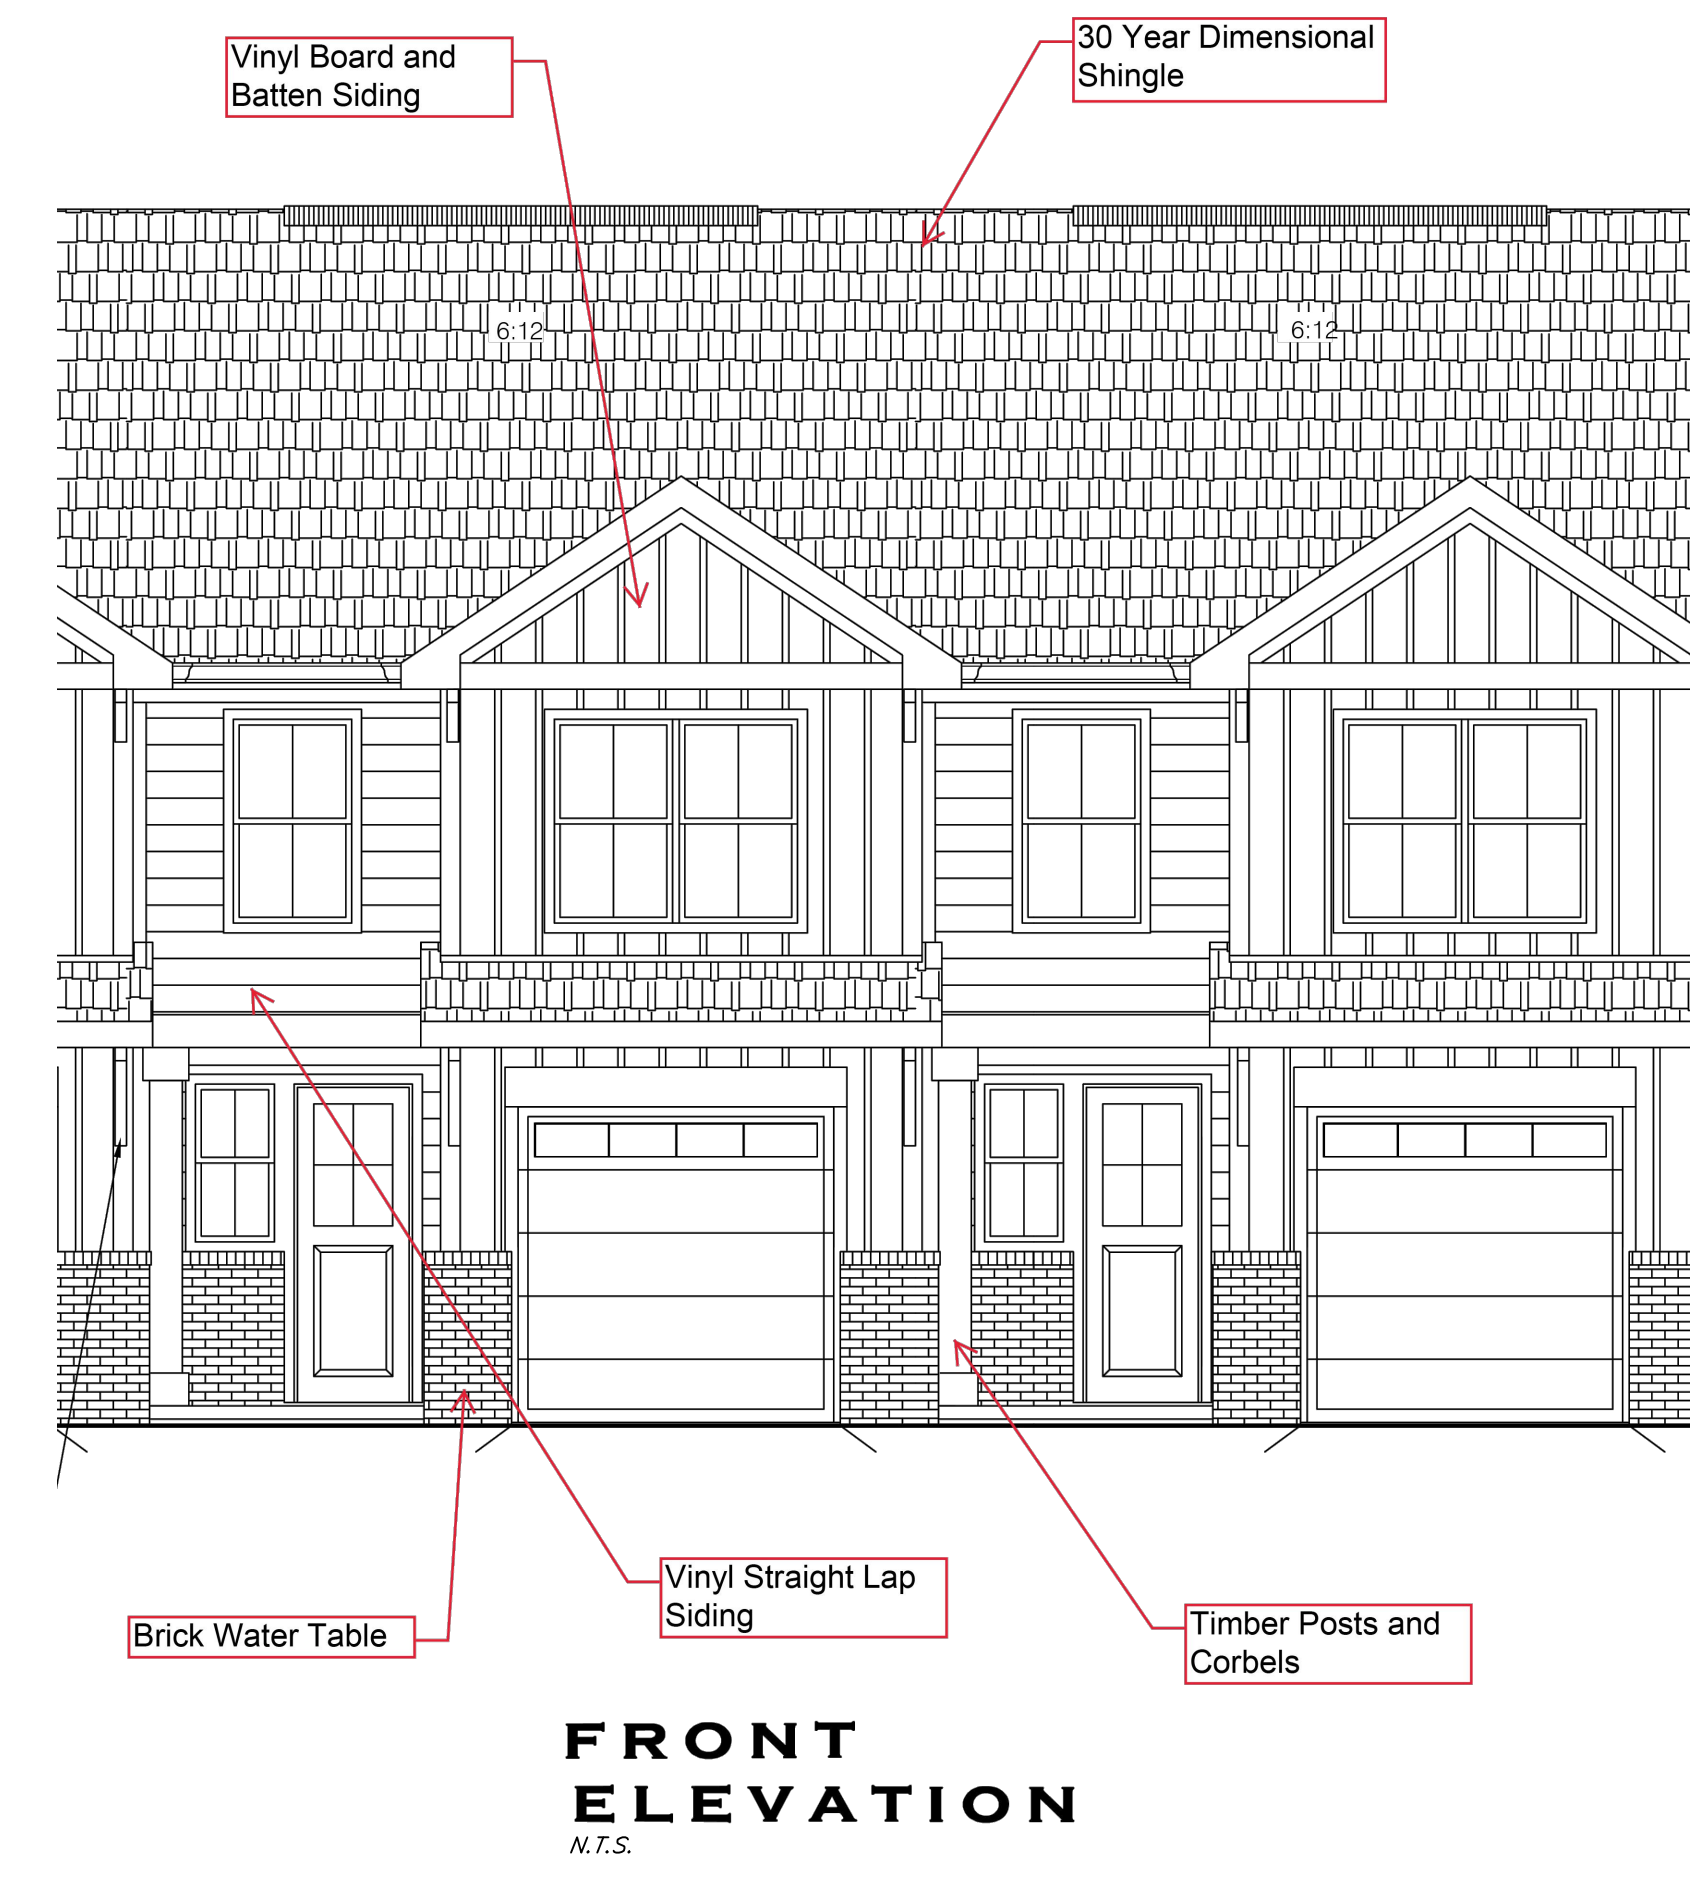 Vinyl Board and
Batten Siding
30 Year Dimensional
Shingle
6:12
6:12
Vinyl Straight Lap
Siding
Brick Water Table
Timber Posts and
Corbels
FRONT
ELEVATION
N.T.S.